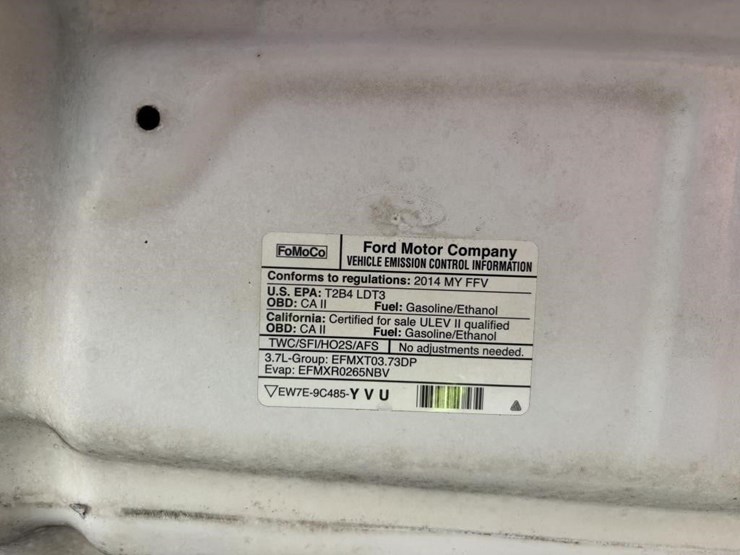 FoMoCo
Ford Motor Company
VEHICLE EMISSION CONTROL INFORMATION
Conforms to regulations: 2014 MY FFV
U.S. EPA: T2B4 LDT3
OBD: CA II Fuel: Gasoline/Ethanol
California: Certified for sale ULEV II qualified
OBD: CA II Fuel: Gasoline/Ethanol
TWC/SFI/HO2S/AFS No adjustments needed.
3.7L-Group: EFMXT03.73DP
Evap: EFMXR0265NBV
EW7E-9C485-Y V U